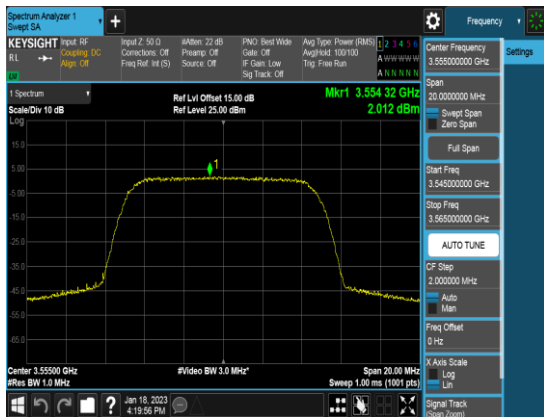 Spectrum Analyzer 1
Swept SA
+
Frequency
KEYSIGHT
RL
LXI
Input: RF
Coupling: DC
Align: Off
Input Z: 50 Ω
Corrections: Off
Freq Ref: Int (S)
#Atten: 22 dB
Preamp: Off
Source: Off
PNO: Best Wide
Gate: Off
IF Gain: Low
Sig Track: Off
Avg Type: Power (RMS)
Avg|Hold: 100/100
Trig: Free Run
1 2 3 4 5 6
A W W W W W
A N N N N N
1 Spectrum
Scale/Div 10 dB
Ref Lvl Offset 15.00 dB
Ref Level 25.00 dBm
Mkr1 3.554 32 GHz
2.012 dBm
Log
15.0
5.00
-5.00
-15.0
-25.0
-35.0
-45.0
-55.0
-65.0
1
Center 3.55500 GHz
#Res BW 1.0 MHz
#Video BW 3.0 MHz*
Span 20.00 MHz
Sweep 1.00 ms (1001 pts)
Center Frequency
3.555000000 GHz
Settings
Span
20.0000000 MHz
Swept Span
Zero Span
Full Span
Start Freq
3.545000000 GHz
Stop Freq
3.565000000 GHz
AUTO TUNE
CF Step
2.000000 MHz
Auto
Man
Freq Offset
0 Hz
X Axis Scale
Log
Lin
Signal Track
(Span Zoom)
?
Jan 18, 2023
4:19:56 PM